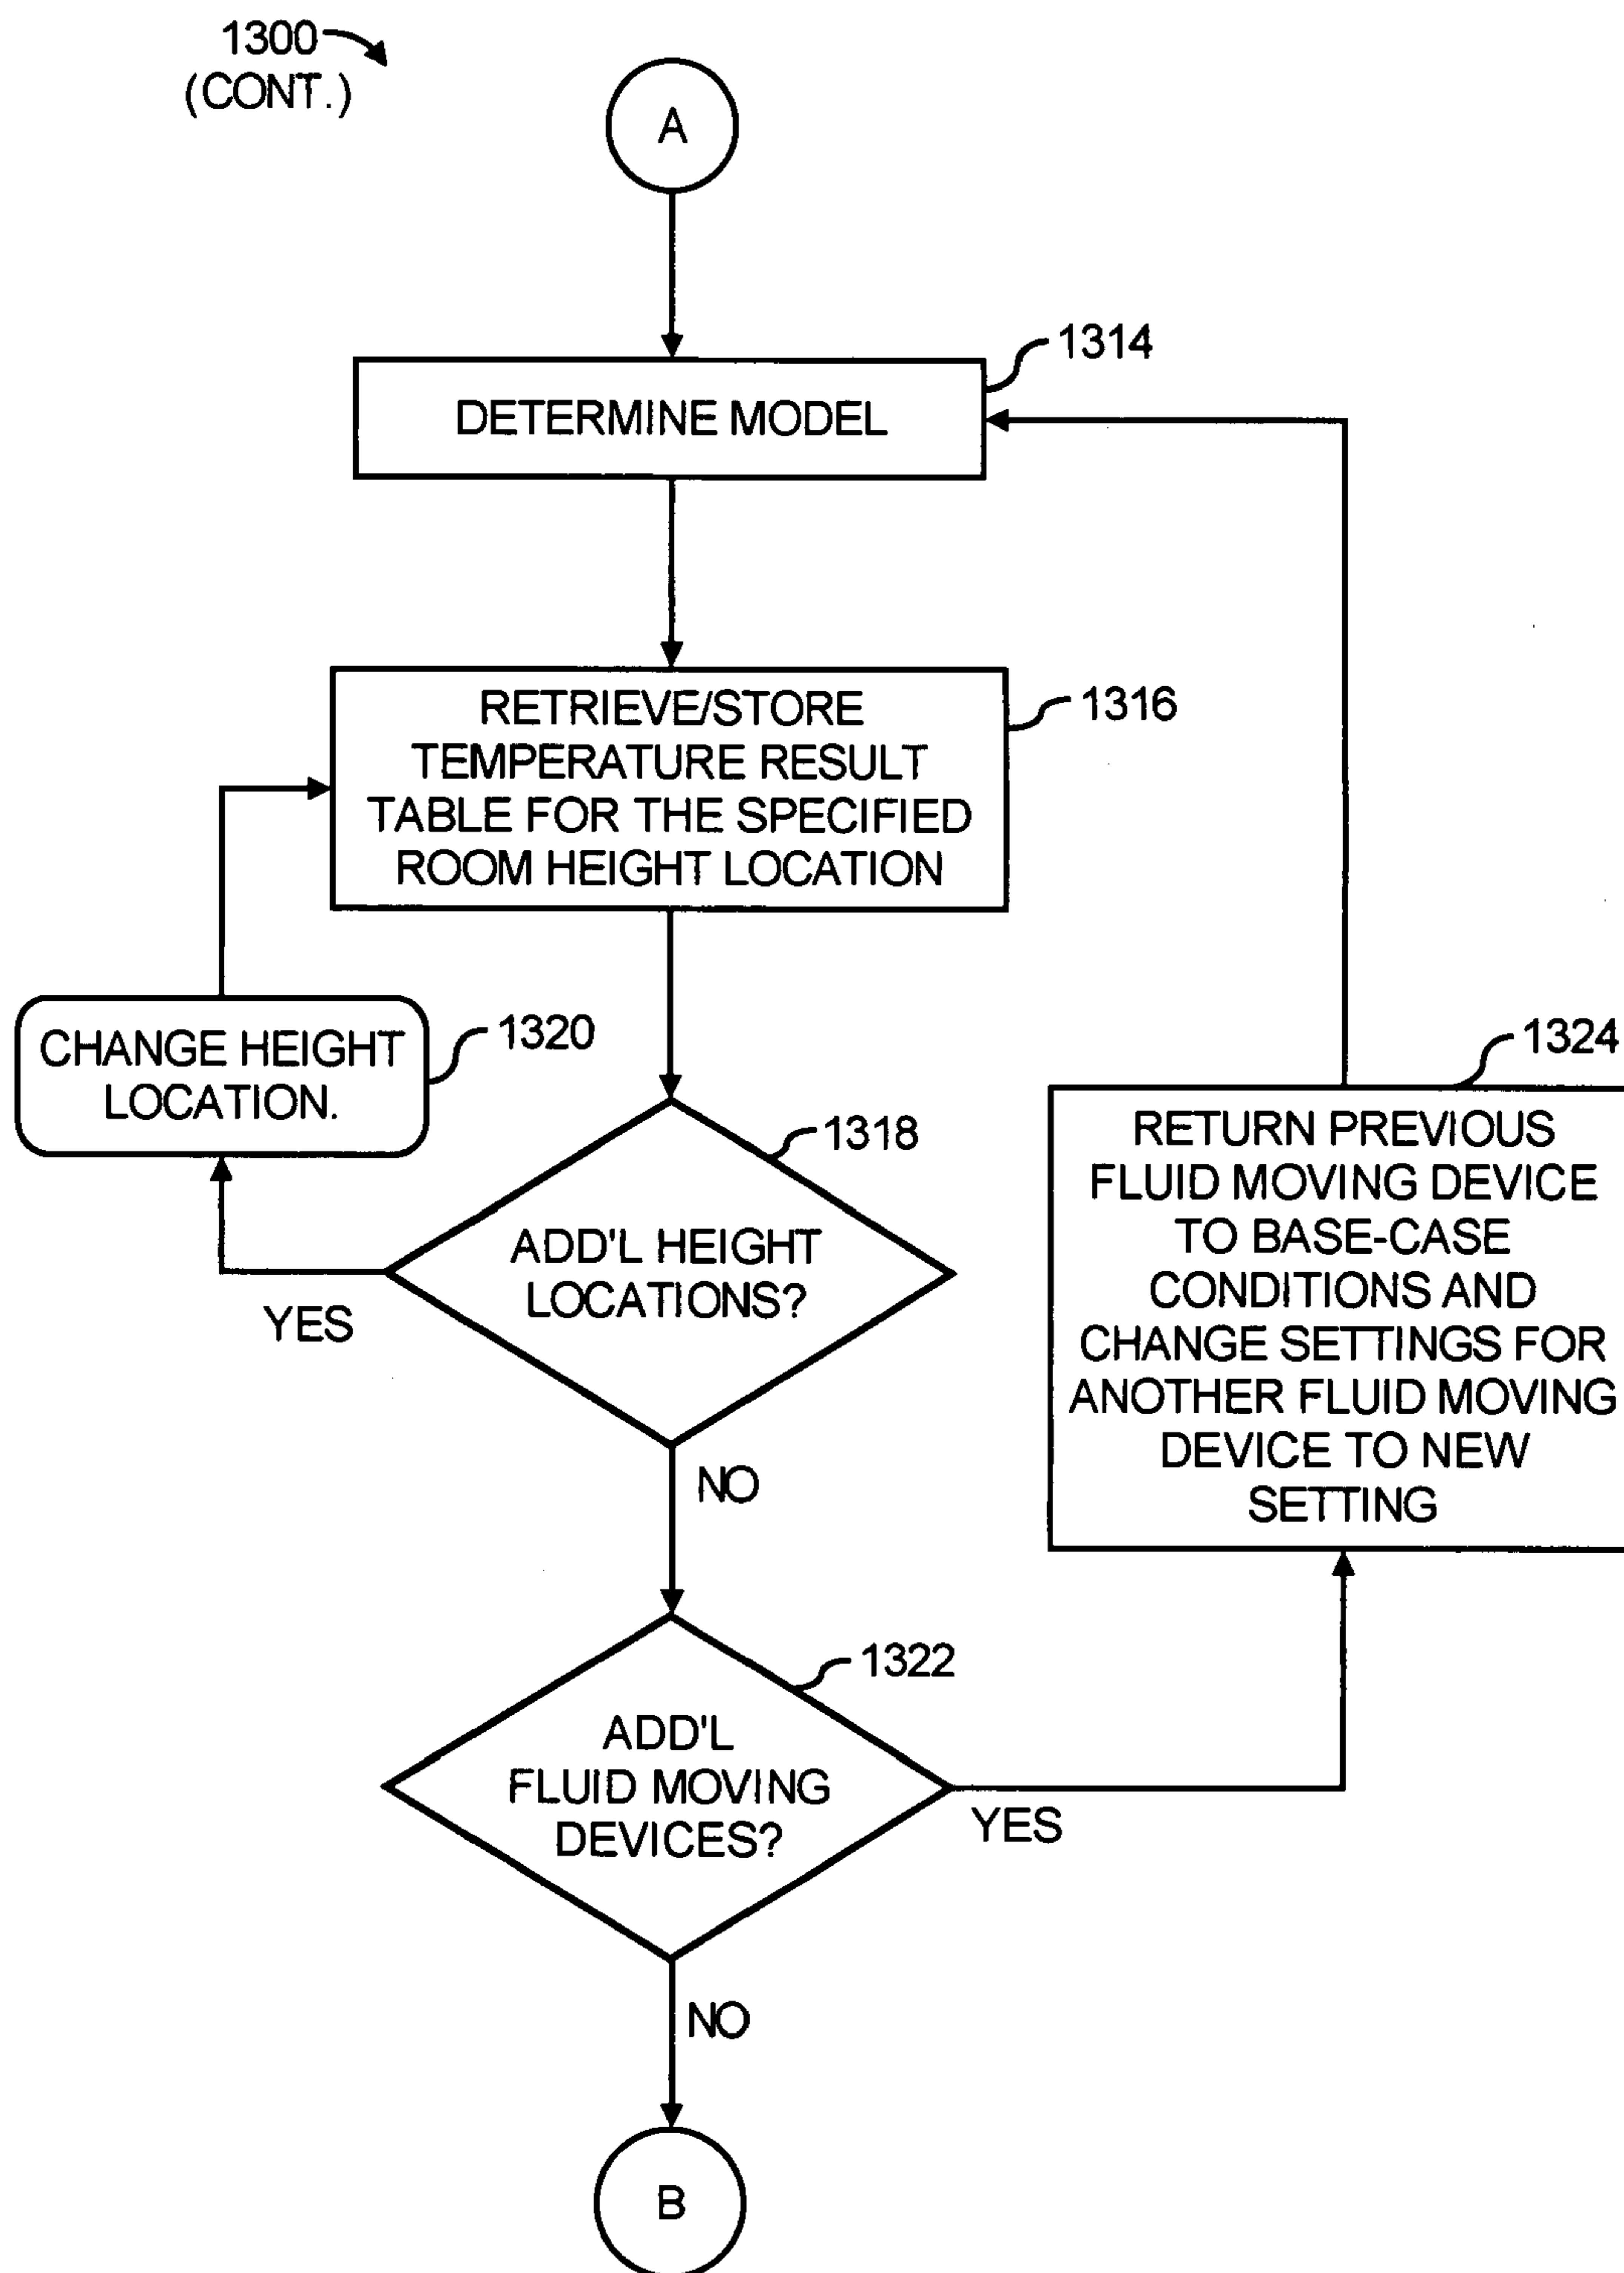 1300
(CONT.)
A
1314
DETERMINE MODEL
1316
RETRIEVE/STORE
TEMPERATURE RESULT
TABLE FOR THE SPECIFIED
ROOM HEIGHT LOCATION
1320
CHANGE HEIGHT
LOCATION.
1318
ADD'L HEIGHT
LOCATIONS?
YES
NO
1324
RETURN PREVIOUS
FLUID MOVING DEVICE
TO BASE-CASE
CONDITIONS AND
CHANGE SETTINGS FOR
ANOTHER FLUID MOVING
DEVICE TO NEW
SETTING
1322
ADD'L
FLUID MOVING
DEVICES?
YES
NO
B